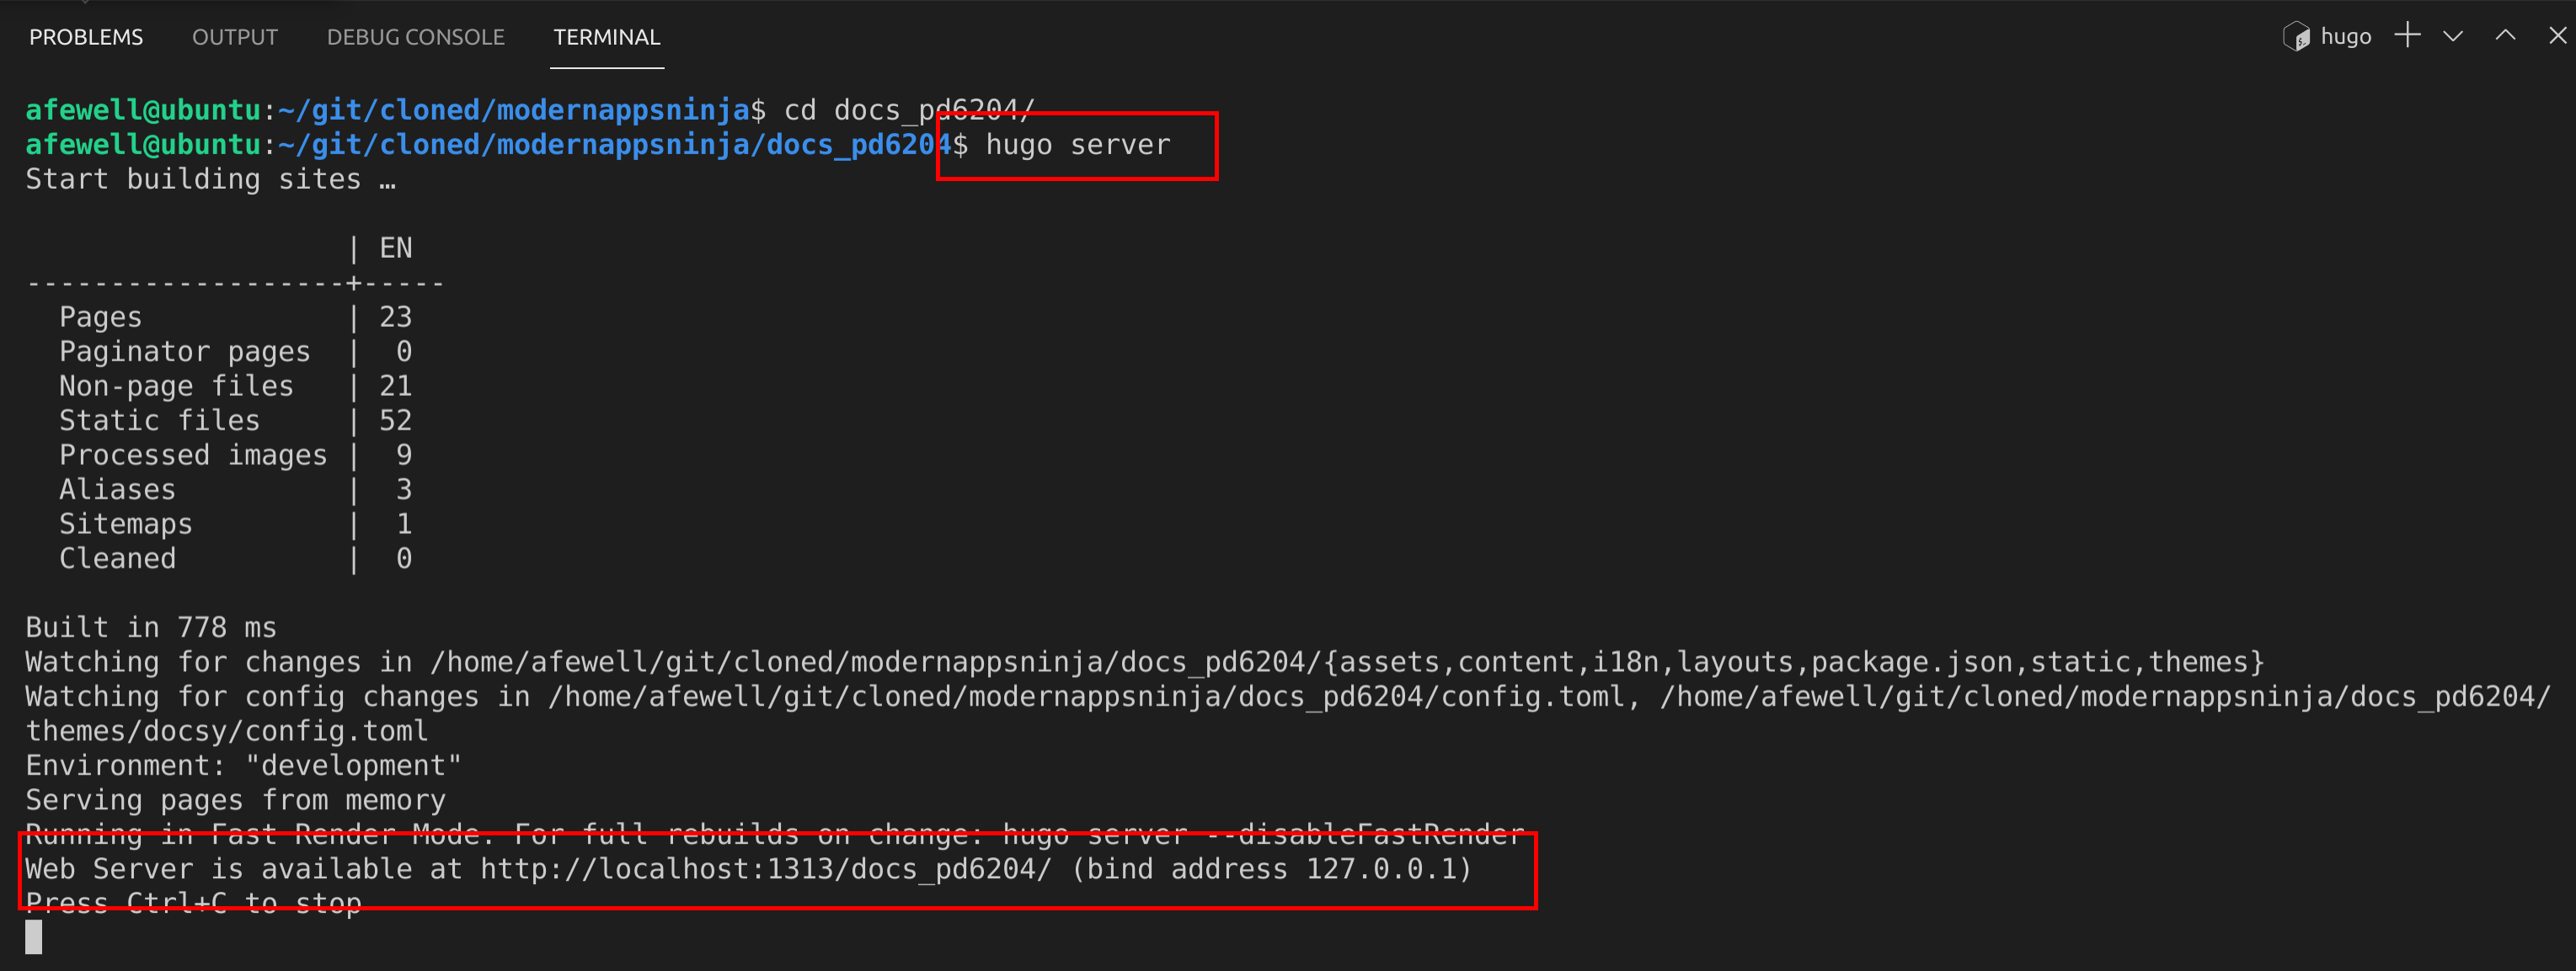 PROBLEMS OUTPUT DEBUG CONSOLE TERMINAL hugo
afewell@ubuntu:~/git/cloned/modernappsninja$ cd docs_pd6204/
afewell@ubuntu:~/git/cloned/modernappsninja/docs_pd6204$ hugo server
Start building sites …
| EN
-------------------+-----
Pages | 23
Paginator pages | 0
Non-page files | 21
Static files | 52
Processed images | 9
Aliases | 3
Sitemaps | 1
Cleaned | 0
Built in 778 ms
Watching for changes in /home/afewell/git/cloned/modernappsninja/docs_pd6204/{assets,content,i18n,layouts,package.json,static,themes}
Watching for config changes in /home/afewell/git/cloned/modernappsninja/docs_pd6204/config.toml, /home/afewell/git/cloned/modernappsninja/docs_pd6204/
themes/docsy/config.toml
Environment: "development"
Serving pages from memory
Running in Fast Render Mode. For full rebuilds on change: hugo server --disableFastRender
Web Server is available at http://localhost:1313/docs_pd6204/ (bind address 127.0.0.1)
Press Ctrl+C to stop